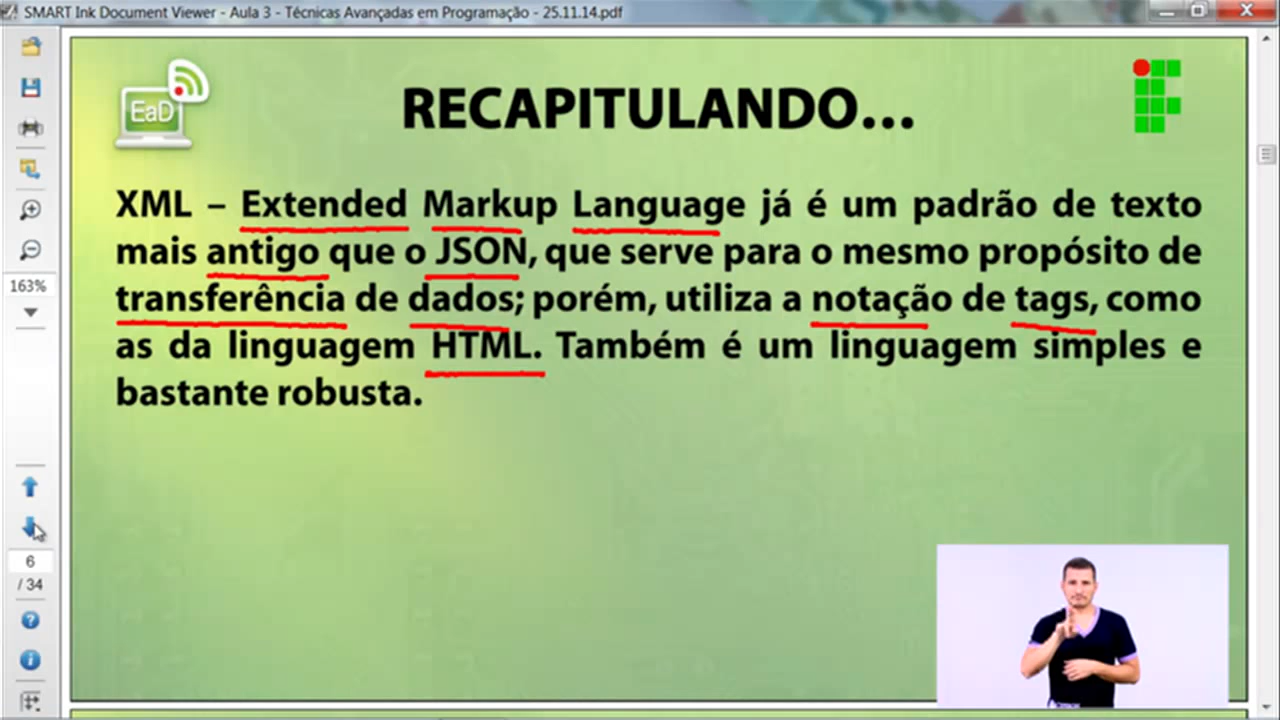 SMART Ink Document Viewer - Aula 3 - Técnicas Avançadas em Programação - 25.11.14.pdf
EaD
RECAPITULANDO...
XML – Extended Markup Language já é um padrão de texto
mais antigo que o JSON, que serve para o mesmo propósito de
transferência de dados; porém, utiliza a notação de tags, como
as da linguagem HTML. Também é um linguagem simples e
bastante robusta.
163%
6
/ 34